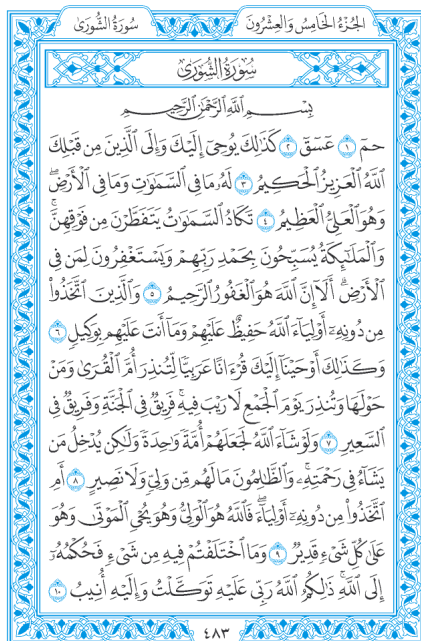 الجُزْءُ الخَامِسُ وَالعِشْرُونَ
سُورَةُ الشُّورَىٰ
سُورَةُ الشُّورَىٰ
بِسْمِ اللَّهِ الرَّحْمَٰنِ الرَّحِيمِ
حمٓ ١ عٓسٓقٓ ٢ كَذَٰلِكَ يُوحِيٓ إِلَيْكَ وَإِلَى ٱلَّذِينَ مِن قَبْلِكَ
ٱللَّهُ ٱلْعَزِيزُ ٱلْحَكِيمُ ٣ لَهُۥ مَا فِي ٱلسَّمَٰوَٰتِ وَمَا فِي ٱلْأَرْضِۖ
وَهُوَ ٱلْعَلِيُّ ٱلْعَظِيمُ ٤ تَكَادُ ٱلسَّمَٰوَٰتُ يَتَفَطَّرْنَ مِن فَوْقِهِنَّۚ
وَٱلْمَلَٰٓئِكَةُ يُسَبِّحُونَ بِحَمْدِ رَبِّهِمْ وَيَسْتَغْفِرُونَ لِمَن فِي
ٱلْأَرْضِۗ أَلَآ إِنَّ ٱللَّهَ هُوَ ٱلْغَفُورُ ٱلرَّحِيمُ ٥ وَٱلَّذِينَ ٱتَّخَذُواْ
مِن دُونِهِۦٓ أَوْلِيَآءَ ٱللَّهُ حَفِيظٌ عَلَيْهِمْ وَمَآ أَنتَ عَلَيْهِم بِوَكِيلٖ ٦
وَكَذَٰلِكَ أَوْحَيْنَآ إِلَيْكَ قُرْءَانًا عَرَبِيّٗا لِّتُنذِرَ أُمَّ ٱلْقُرَىٰ وَمَنْ
حَوْلَهَا وَتُنذِرَ يَوْمَ ٱلْجَمْعِ لَا رَيْبَ فِيهِۚ فَرِيقٞ فِي ٱلْجَنَّةِ وَفَرِيقٞ فِي
ٱلسَّعِيرِ ٧ وَلَوْ شَآءَ ٱللَّهُ لَجَعَلَهُمْ أُمَّةٗ وَٰحِدَةٗ وَلَٰكِن يُدْخِلُ مَن
يَشَآءُ فِي رَحْمَتِهِۦۚ وَٱلظَّٰلِمُونَ مَا لَهُم مِّن وَلِيّٖ وَلَا نَصِيرٍ ٨ أَمِ
ٱتَّخَذُواْ مِن دُونِهِۦٓ أَوْلِيَآءَۖ فَٱللَّهُ هُوَ ٱلْوَلِيُّ وَهُوَ يُحْيِ ٱلْمَوْتَىٰ وَهُوَ
عَلَىٰ كُلِّ شَيْءٖ قَدِيرٞ ٩ وَمَا ٱخْتَلَفْتُمْ فِيهِ مِن شَيْءٖ فَحُكْمُهُۥٓ
إِلَى ٱللَّهِۚ ذَٰلِكُمُ ٱللَّهُ رَبِّي عَلَيْهِ تَوَكَّلْتُ وَإِلَيْهِ أُنِيبُ ١٠
٤٨٣